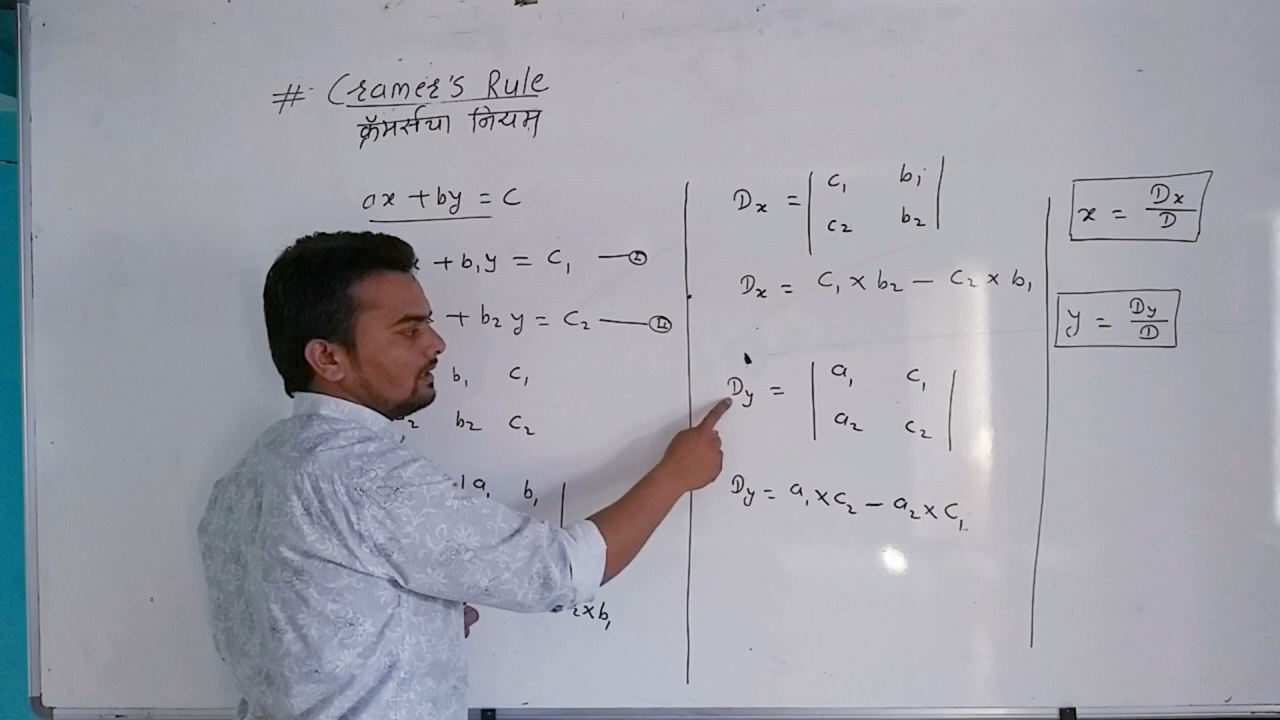 # Cramer's Rule
क्रॅमर्सचा नियम
ax + by = c
x + b₁y = c₁ — Ⓘ
+ b₂y = c₂ — Ⓘ︎Ⓘ
b₁ c₁
₂ b₂ c₂
a₁ b₁
₂×b₁
Dx = | c₁ b₁ |
| c₂ b₂ |
Dx = c₁ × b₂ − c₂ × b₁
Dy = | a₁ c₁ |
| a₂ c₂ |
Dy = a₁ × c₂ − a₂ × c₁
x = Dx/D
y = Dy/D